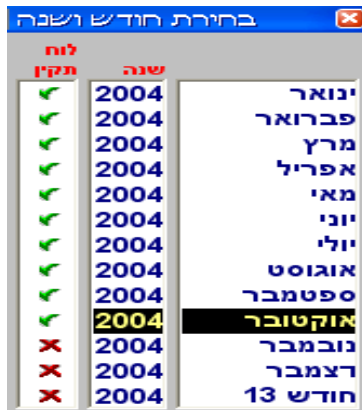 בחירת חודש ושנה
שנה לוח תקין
ינואר 2004
פברואר 2004
מרץ 2004
אפריל 2004
מאי 2004
יוני 2004
יולי 2004
אוגוסט 2004
ספטמבר 2004
אוקטובר 2004
נובמבר 2004
דצמבר 2004
חודש 13 2004